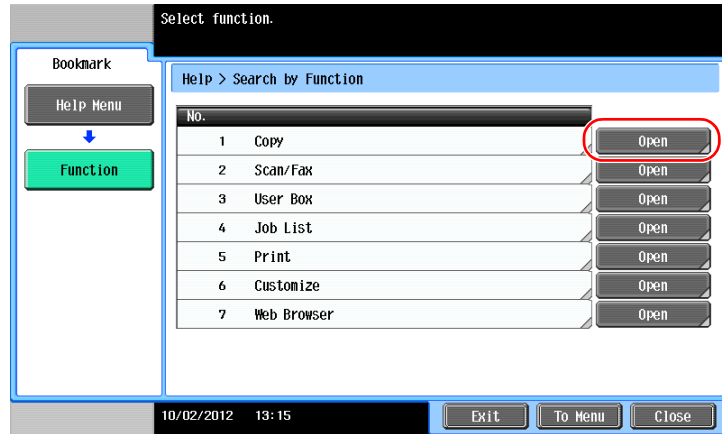 Select function.
Bookmark
Help Menu
Function
Help > Search by Function
No.
1 Copy Open
2 Scan/Fax Open
3 User Box Open
4 Job List Open
5 Print Open
6 Customize Open
7 Web Browser Open
10/02/2012 13:15 Exit To Menu Close